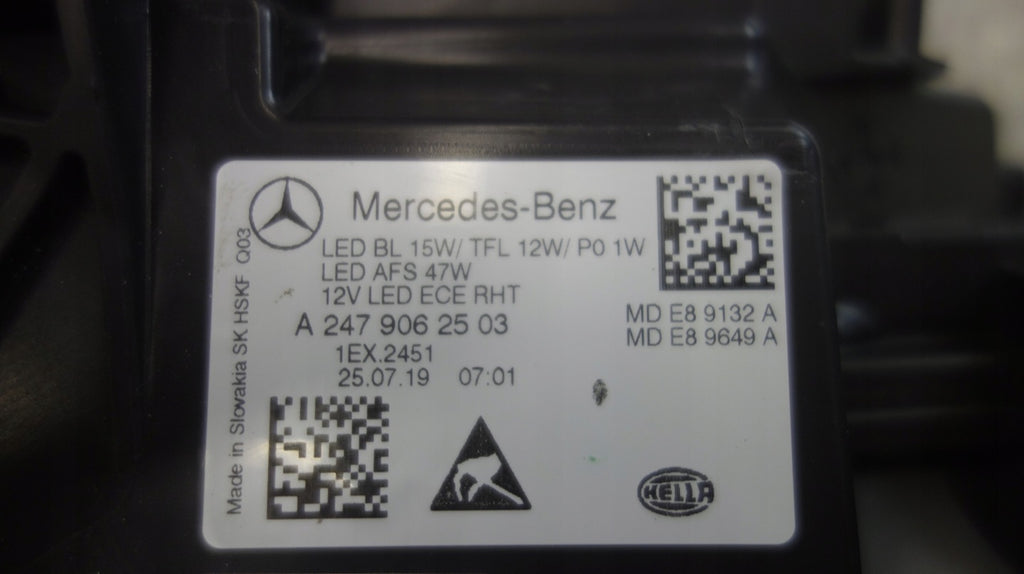 Mercedes-Benz
LED BL 15W/ TFL 12W/ PO 1W
LED AFS 47W
12V LED ECE RHT
A 247 906 25 03
1EX.2451
25.07.19 07:01
MD E8 9132 A
MD E8 9649 A
Made in Slovakia SK HSKF Q03
HELLA